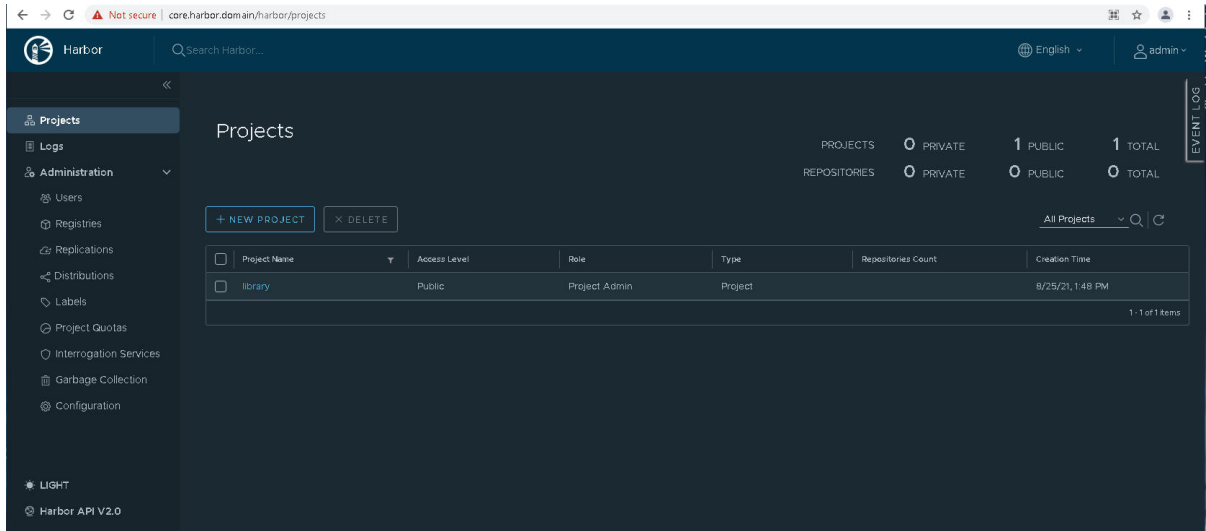 Not secure | core.harbor.domain/harbor/projects
Harbor
Search Harbor...
English
admin
EVENT LOG
Projects
Logs
Administration
Users
Registries
Replications
Distributions
Labels
Project Quotas
Interrogation Services
Garbage Collection
Configuration
LIGHT
Harbor API V2.0
Projects
PROJECTS 0 PRIVATE 1 PUBLIC 1 TOTAL
REPOSITORIES 0 PRIVATE 0 PUBLIC 0 TOTAL
+ NEW PROJECT × DELETE
All Projects
Project Name Access Level Role Type Repositories Count Creation Time
library Public Project Admin Project 8/25/21, 1:48 PM
1 - 1 of 1 items